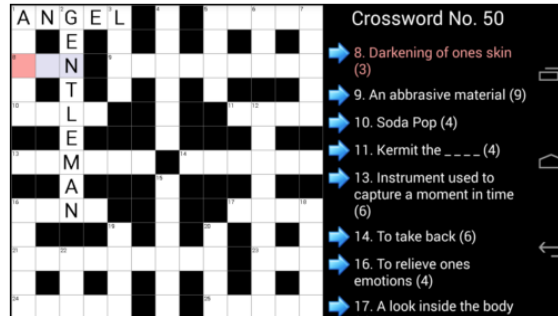 ANGEL
E
N
T
L
E
M
A
N
Crossword No. 50
8. Darkening of ones skin
(3)
9. An abbrasive material (9)
10. Soda Pop (4)
11. Kermit the _ _ _ _ (4)
13. Instrument used to
capture a moment in time
(6)
14. To take back (6)
16. To relieve ones
emotions (4)
17. A look inside the body